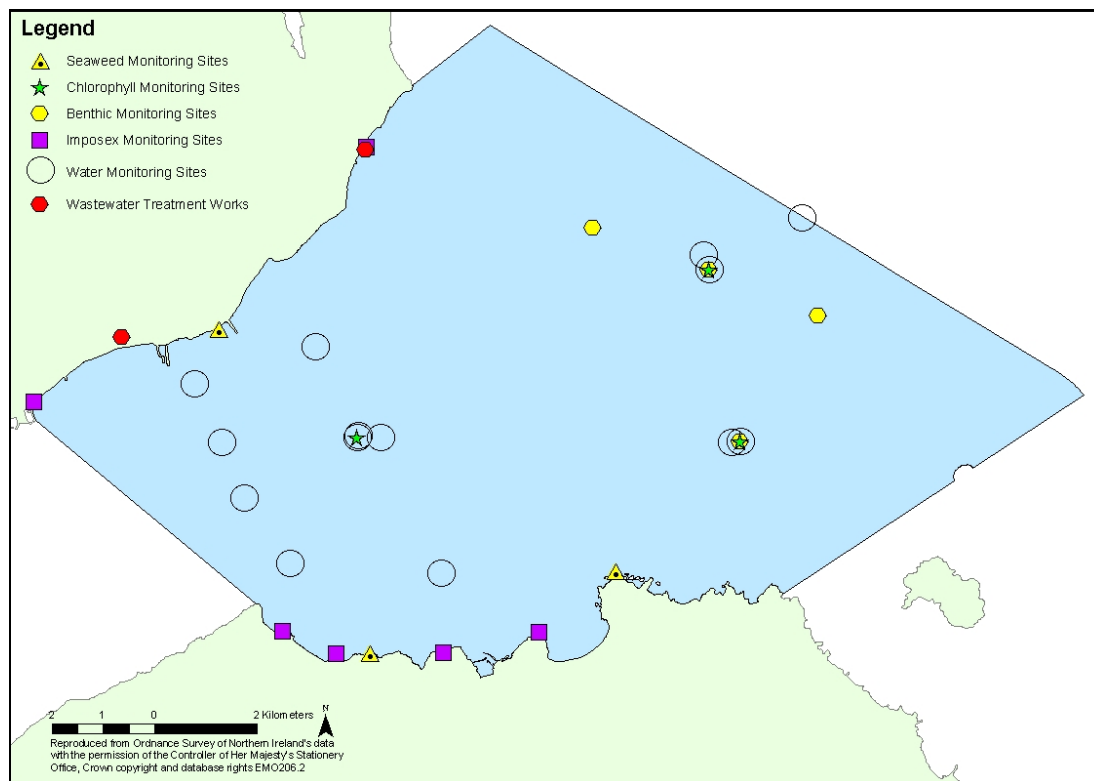 Legend
Seaweed Monitoring Sites
Chlorophyll Monitoring Sites
Benthic Monitoring Sites
Imposex Monitoring Sites
Water Monitoring Sites
Wastewater Treatment Works
2 1 0 2 Kilometers
N
Reproduced from Ordnance Survey of Northern Ireland's data
with the permission of the Controller of Her Majesty's Stationery
Office, Crown copyright and database rights EMO206.2